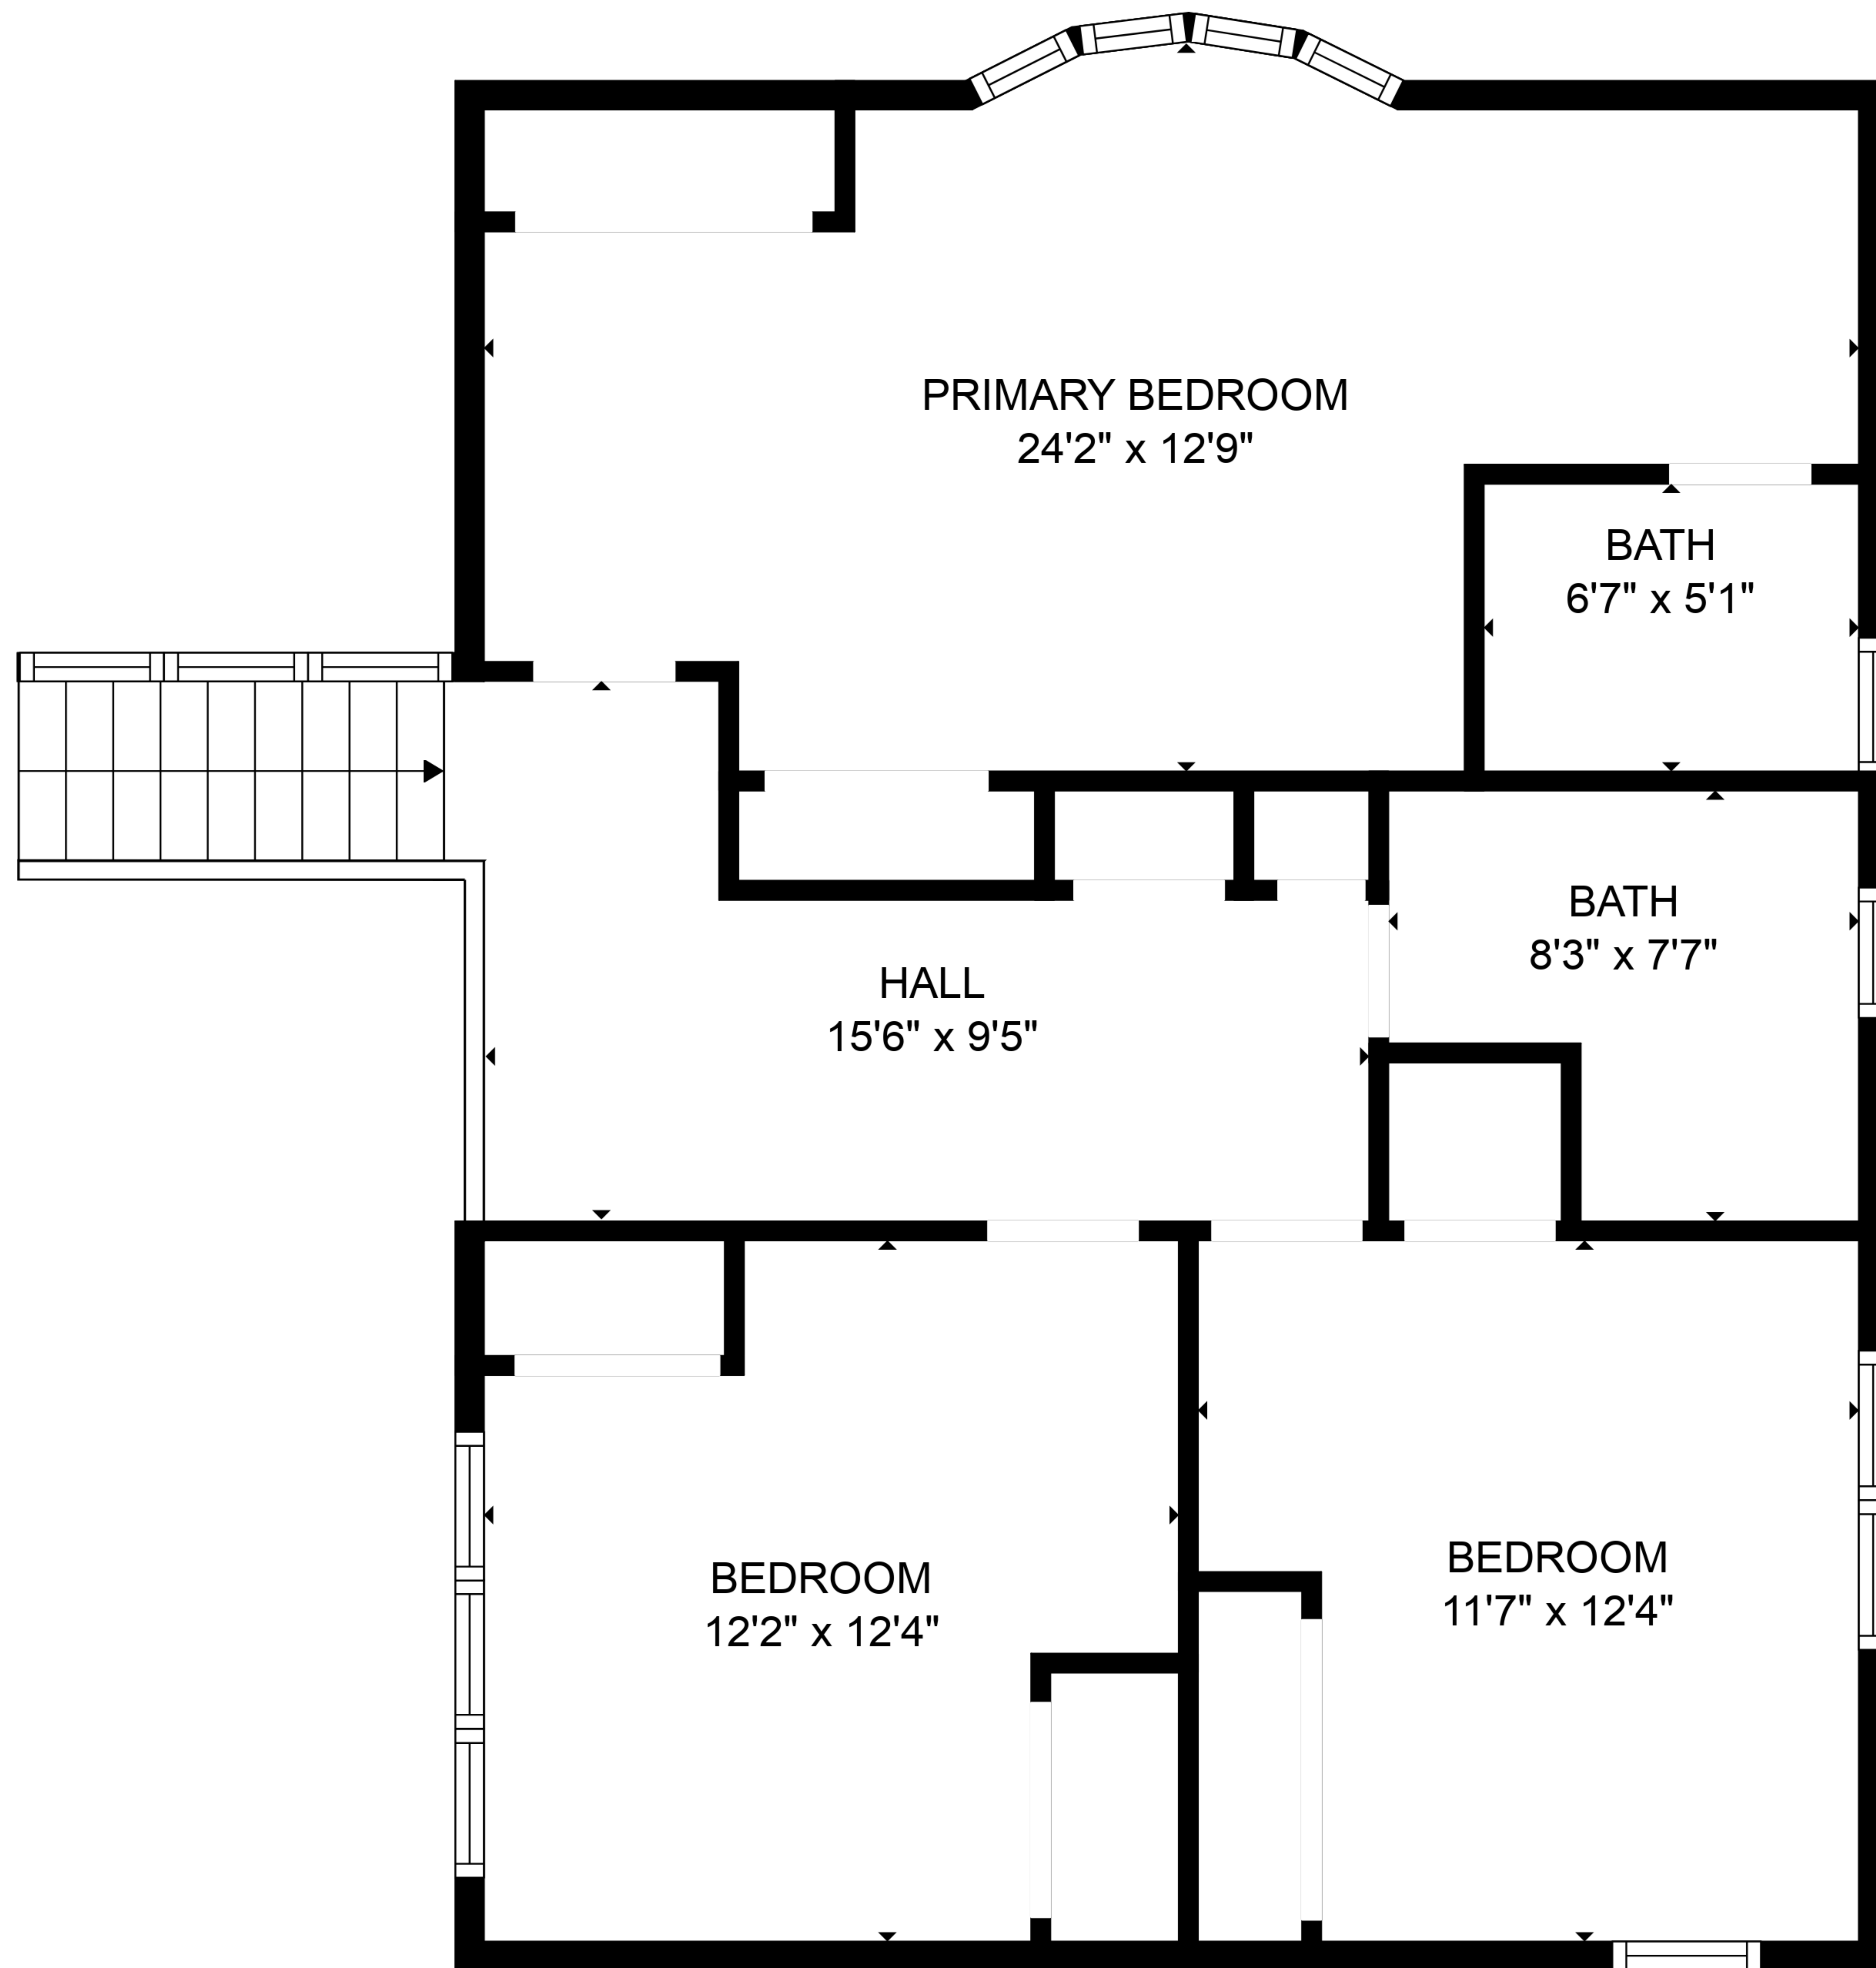 PRIMARY BEDROOM
24'2" x 12'9"
BATH
6'7" x 5'1"
BATH
8'3" x 7'7"
HALL
15'6" x 9'5"
BEDROOM
12'2" x 12'4"
BEDROOM
11'7" x 12'4"